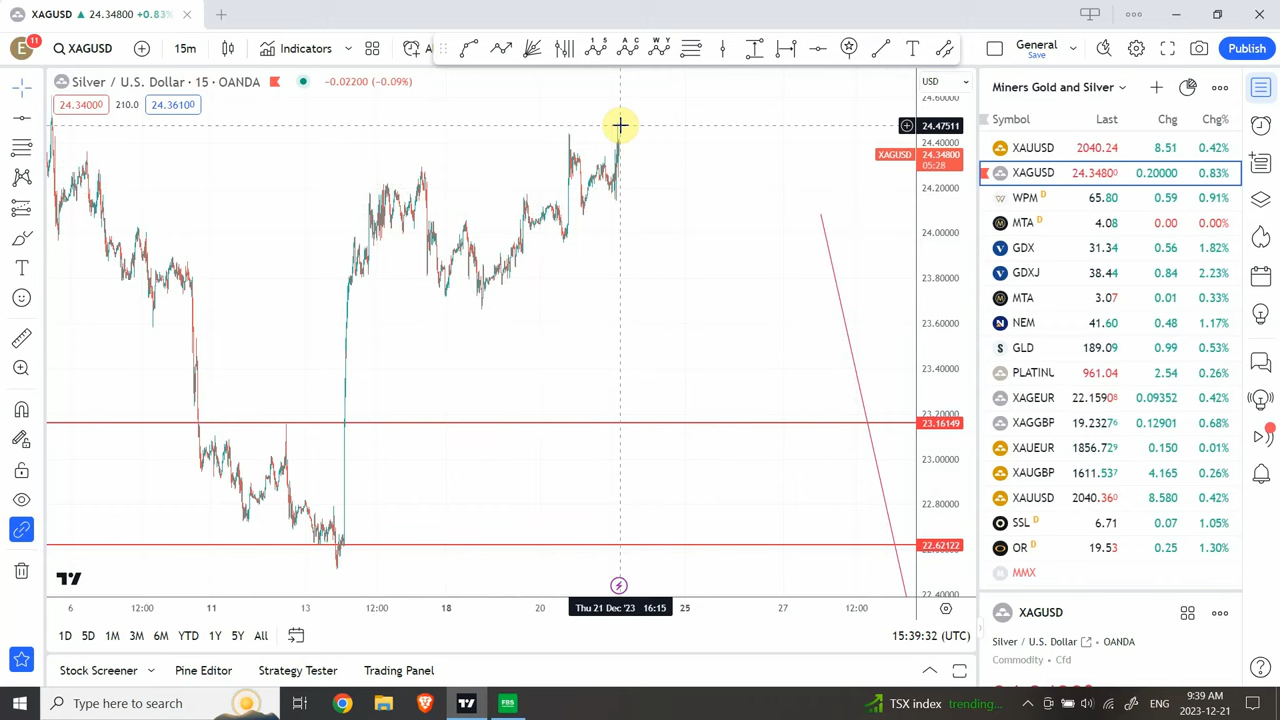 XAGUSD ▲ 24.34800 +0.83%
E 11 XAGUSD 15m Indicators
General
Save
Publish
Silver / U.S. Dollar · 15 · OANDA −0.02200 (−0.09%)
24.34000 210.0 24.36100
USD
24.60000
24.47511
24.40000
XAGUSD 24.34800
05:28
24.20000
24.00000
23.80000
23.60000
23.40000
23.20000
23.16149
23.00000
22.80000
22.62122
22.40000
6 12:00 11 13 12:00 18 20 Thu 21 Dec '23 16:15 25 27 12:00
1D 5D 1M 3M 6M YTD 1Y 5Y All
15:39:32 (UTC)
Stock Screener Pine Editor Strategy Tester Trading Panel
Miners Gold and Silver
Symbol Last Chg Chg%
XAUUSD 2040.24 8.51 0.42%
XAGUSD 24.34800 0.20000 0.83%
WPM D 65.80 0.59 0.91%
MTA D 4.08 0.00 0.00%
GDX 31.34 0.56 1.82%
GDXJ 38.44 0.84 2.23%
MTA 3.07 0.01 0.33%
NEM 41.60 0.48 1.17%
GLD 189.09 0.99 0.53%
PLATINU 961.04 2.54 0.26%
XAGEUR 22.15908 0.09352 0.42%
XAGGBP 19.23276 0.12901 0.68%
XAUEUR 1856.729 0.150 0.01%
XAUGBP 1611.537 4.165 0.26%
XAUUSD 2040.360 8.580 0.42%
SSL D 6.71 0.07 1.05%
OR D 19.53 0.25 1.30%
MMX
XAGUSD
Silver / U.S. Dollar OANDA
Commodity • Cfd
Type here to search
FBS
TSX index trending...
ENG
9:39 AM
2023-12-21